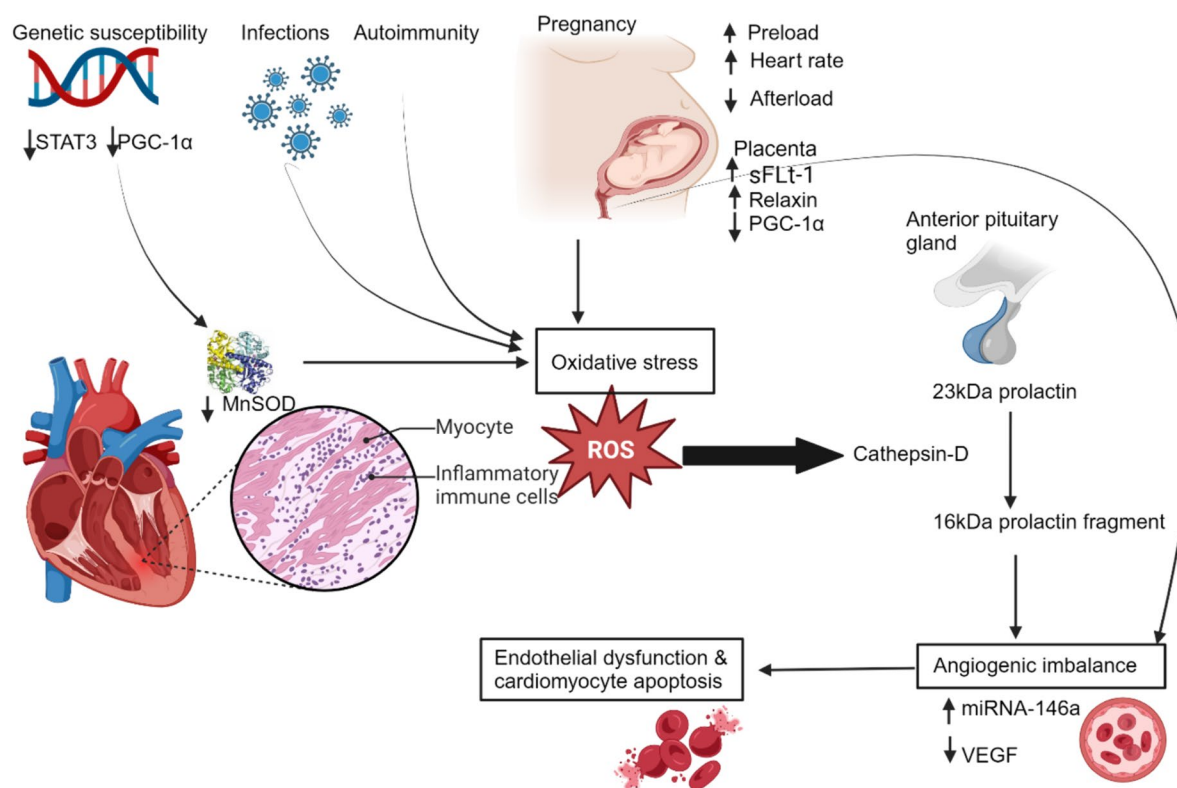 Genetic susceptibility
Infections
Autoimmunity
Pregnancy
Preload
Heart rate
Afterload
STAT3
PGC-1α
Placenta
sFLt-1
Relaxin
PGC-1α
Anterior pituitary
gland
MnSOD
Oxidative stress
23kDa prolactin
Myocyte
Inflammatory
immune cells
ROS
Cathepsin-D
16kDa prolactin fragment
Endothelial dysfunction &
cardiomyocyte apoptosis
Angiogenic imbalance
miRNA-146a
VEGF